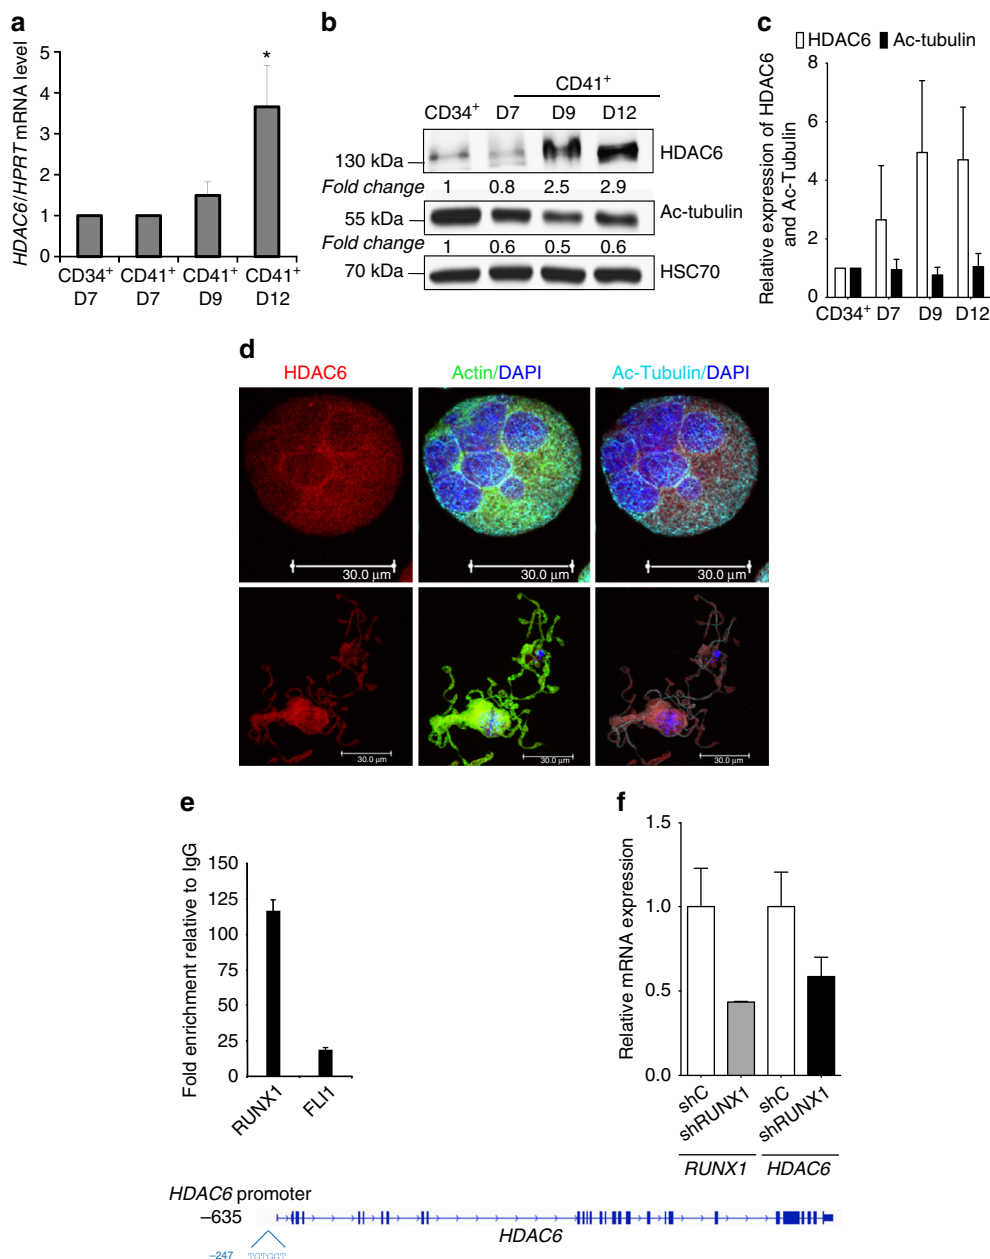 a
HDAC6/HPRT mRNA level
5
4
3
2
1
0
*
CD34+ CD41+ CD41+ CD41+
D7 D7 D9 D12
b
CD41+
CD34+ D7 D9 D12
130 kDa
HDAC6
Fold change 1 0.8 2.5 2.9
55 kDa
Ac-tubulin
Fold change 1 0.6 0.5 0.6
70 kDa
HSC70
c
HDAC6 Ac-tubulin
Relative expression of HDAC6
and Ac-Tubulin
8
6
4
2
0
CD34+ D7 D9 D12
d
HDAC6 Actin/DAPI Ac-Tubulin/DAPI
30.0 µm 30.0 µm 30.0 µm
30.0 µm 30.0 µm 30.0 µm
e
Fold enrichment relative to IgG
150
125
100
75
50
25
0
RUNX1 FLI1
f
Relative mRNA expression
1.5
1.0
0.5
0.0
shC shRUNX1 shC shRUNX1
RUNX1 HDAC6
HDAC6 promoter
−635
HDAC6
−247 TGTGGT